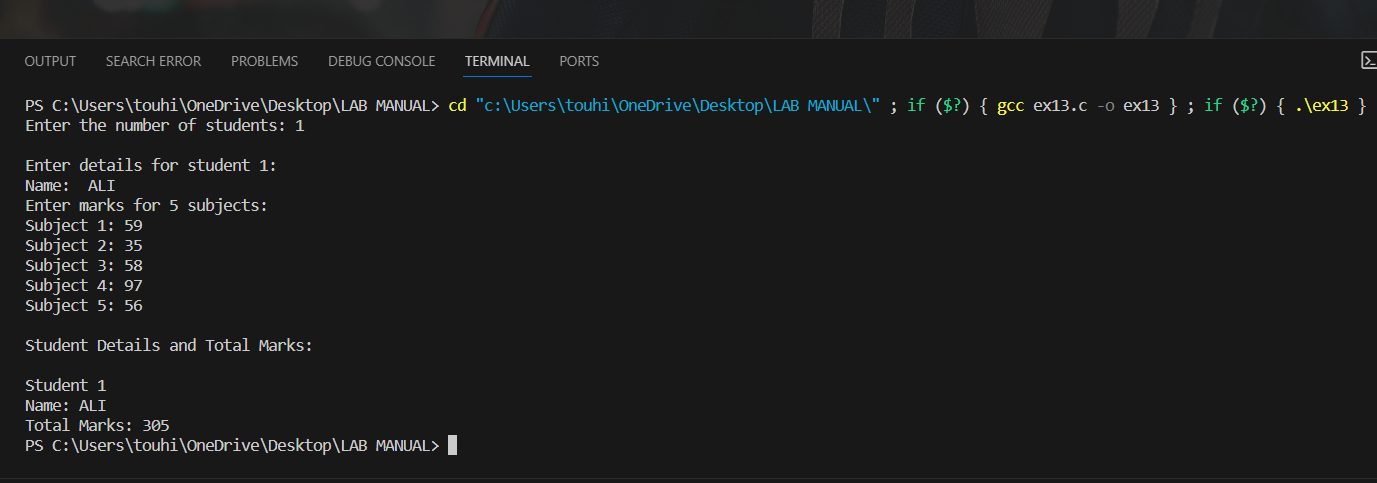 OUTPUT SEARCH ERROR PROBLEMS DEBUG CONSOLE TERMINAL PORTS
PS C:\Users\touhi\OneDrive\Desktop\LAB MANUAL> cd "c:\Users\touhi\OneDrive\Desktop\LAB MANUAL\" ; if ($?) { gcc ex13.c -o ex13 } ; if ($?) { .\ex13 }
Enter the number of students: 1
Enter details for student 1:
Name:  ALI
Enter marks for 5 subjects:
Subject 1: 59
Subject 2: 35
Subject 3: 58
Subject 4: 97
Subject 5: 56
Student Details and Total Marks:
Student 1
Name: ALI
Total Marks: 305
PS C:\Users\touhi\OneDrive\Desktop\LAB MANUAL>